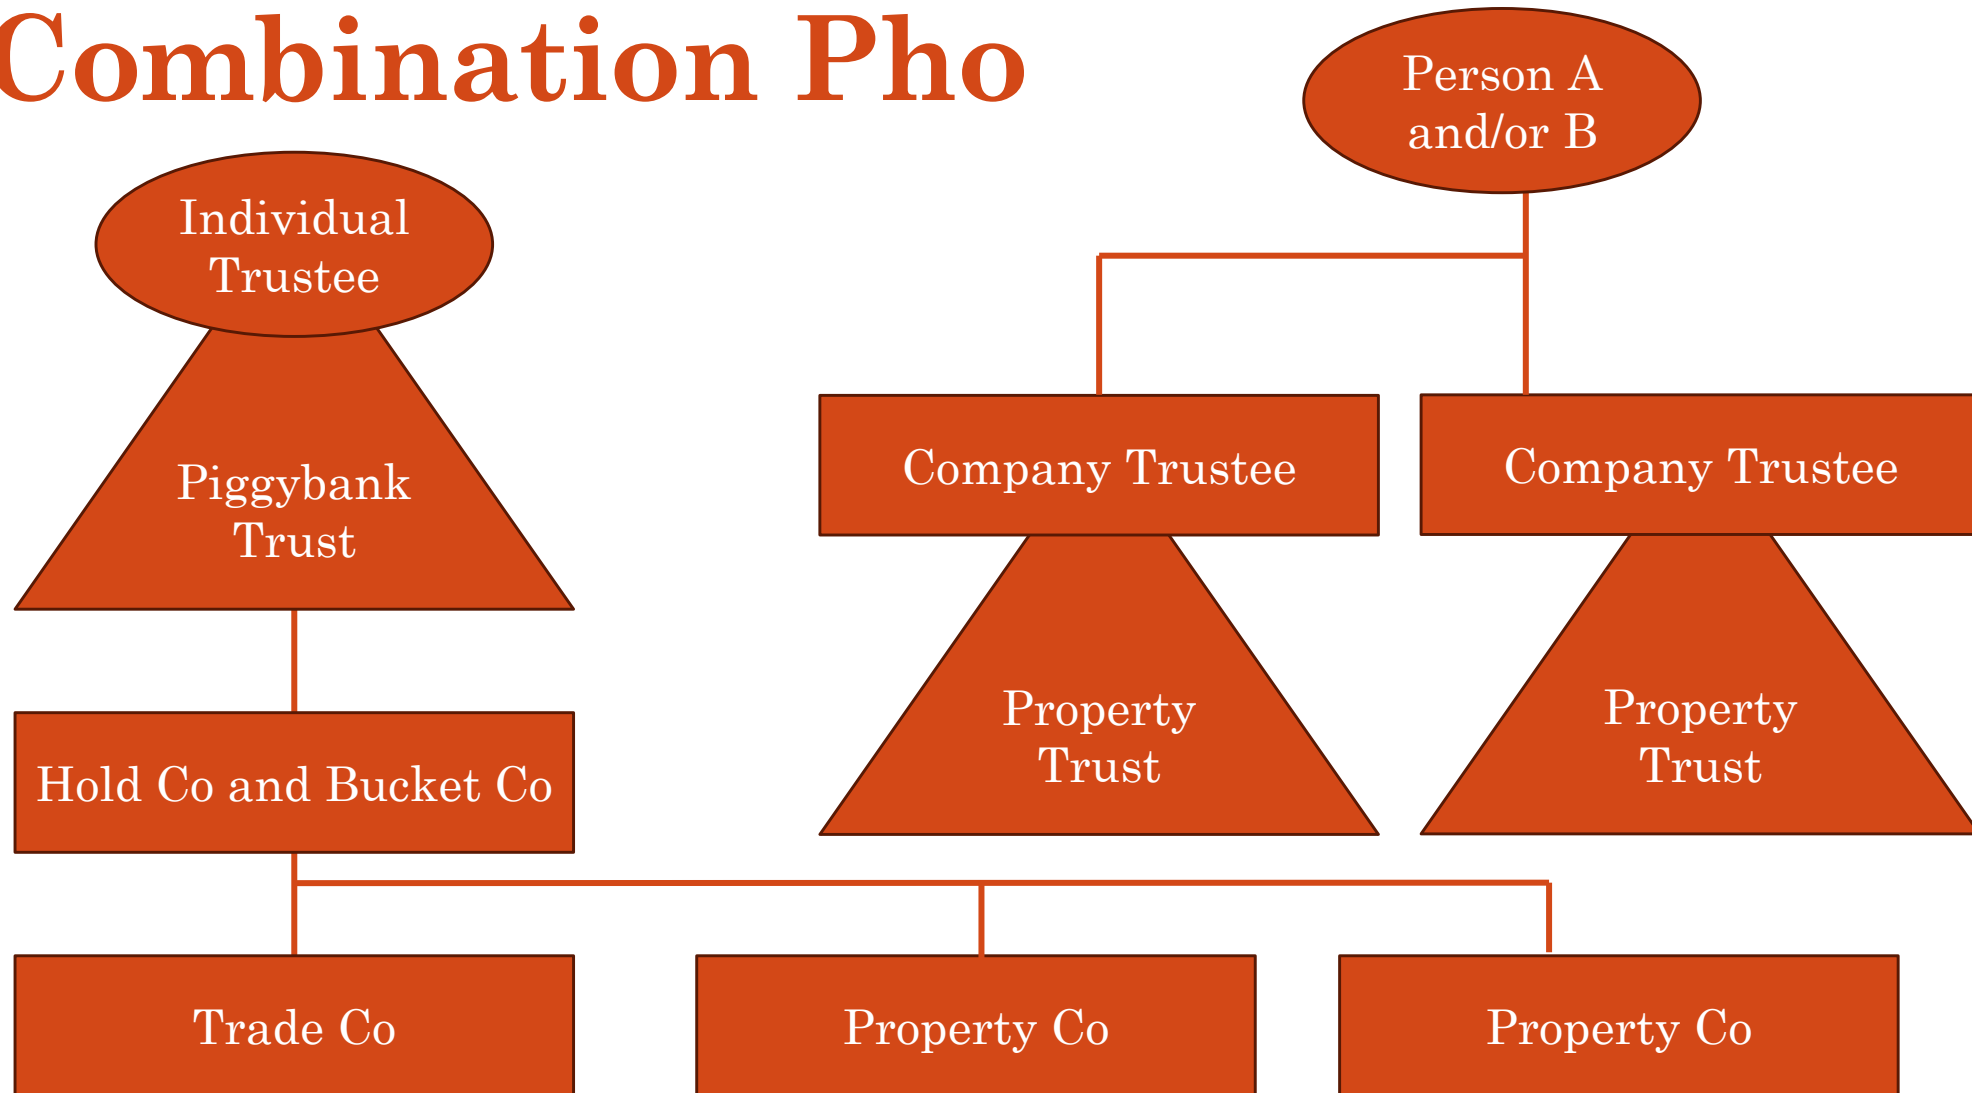 Combination Pho
Person A
and/or B
Individual
Trustee
Piggybank
Trust
Company Trustee
Company Trustee
Property
Trust
Property
Trust
Hold Co and Bucket Co
Trade Co
Property Co
Property Co